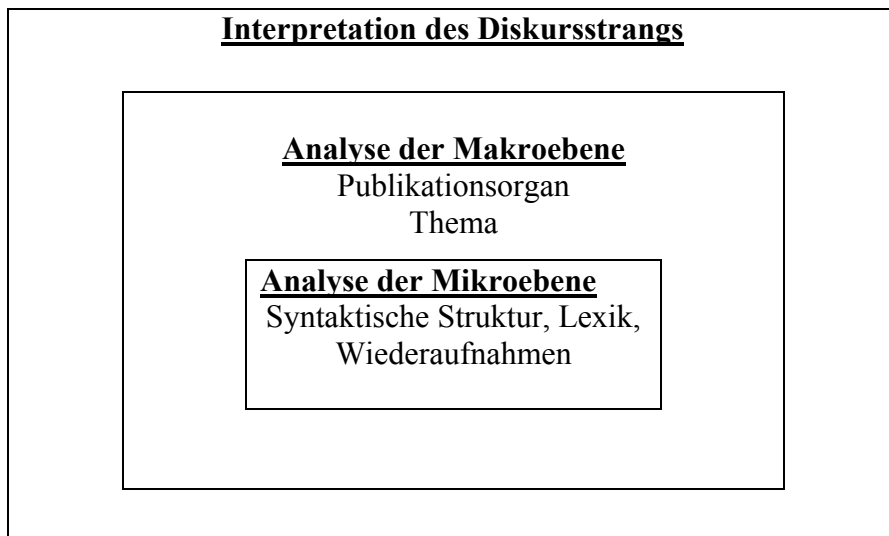 Interpretation des Diskursstrangs
Analyse der Makroebene
Publikationsorgan
Thema
Analyse der Mikroebene
Syntaktische Struktur, Lexik,
Wiederaufnahmen